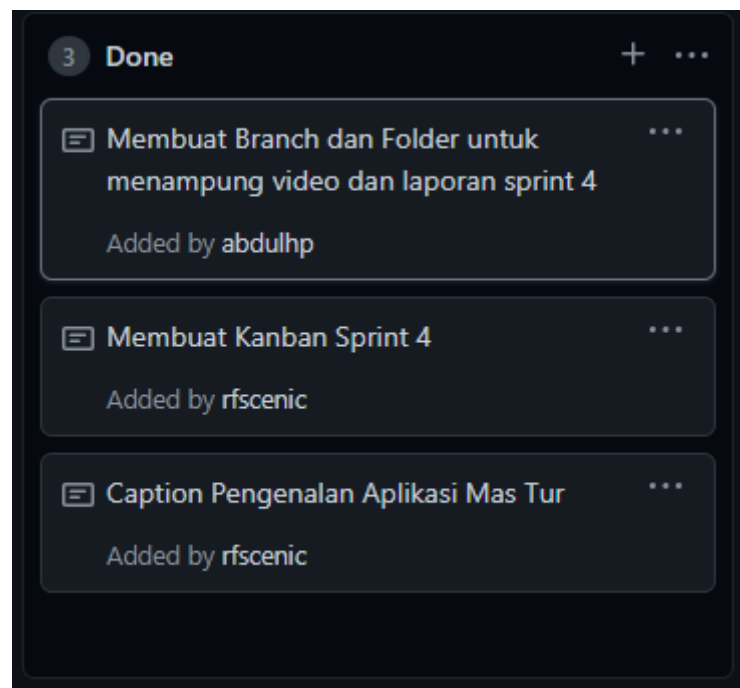 3 Done
Membuat Branch dan Folder untuk
menampung video dan laporan sprint 4
Added by abdulhp
Membuat Kanban Sprint 4
Added by rfscenic
Caption Pengenalan Aplikasi Mas Tur
Added by rfscenic